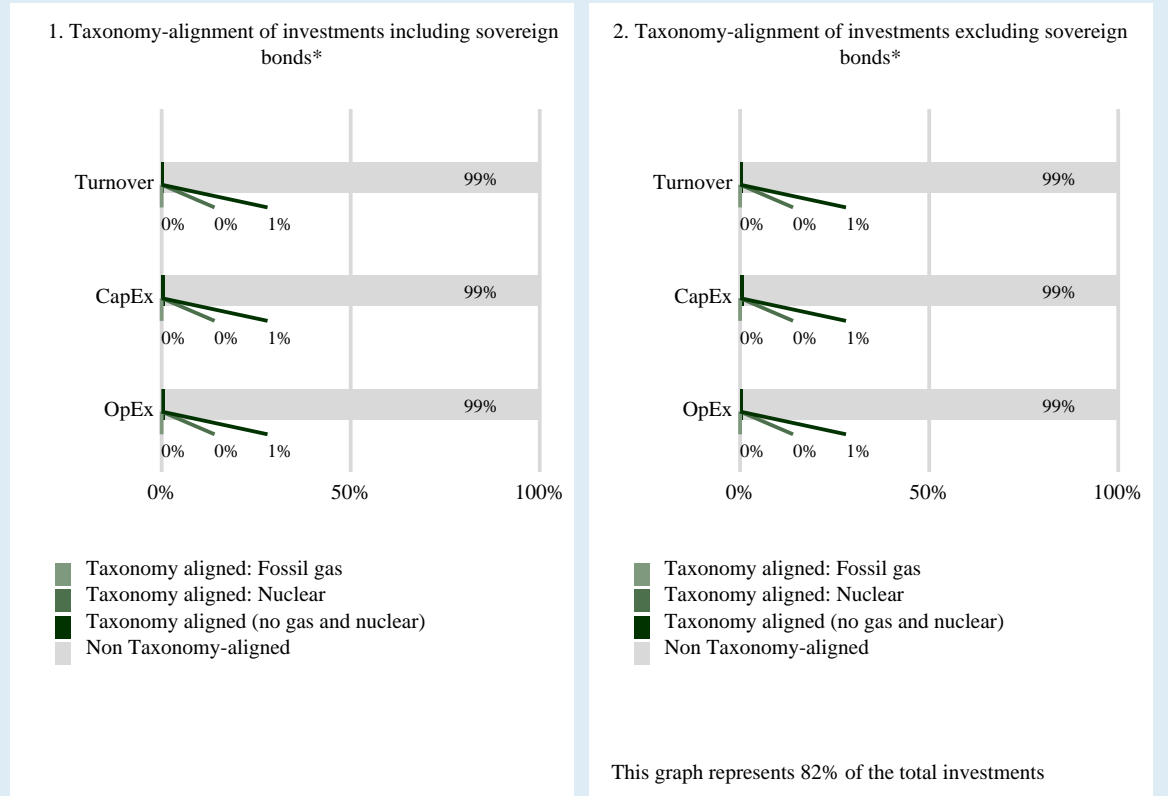 1. Taxonomy-alignment of investments including sovereign
bonds*
Turnover
99%
0% 0% 1%
CapEx
99%
0% 0% 1%
OpEx
99%
0% 0% 1%
0% 50% 100%
Taxonomy aligned: Fossil gas
Taxonomy aligned: Nuclear
Taxonomy aligned (no gas and nuclear)
Non Taxonomy-aligned
2. Taxonomy-alignment of investments excluding sovereign
bonds*
Turnover
99%
0% 0% 1%
CapEx
99%
0% 0% 1%
OpEx
99%
0% 0% 1%
0% 50% 100%
Taxonomy aligned: Fossil gas
Taxonomy aligned: Nuclear
Taxonomy aligned (no gas and nuclear)
Non Taxonomy-aligned
This graph represents 82% of the total investments